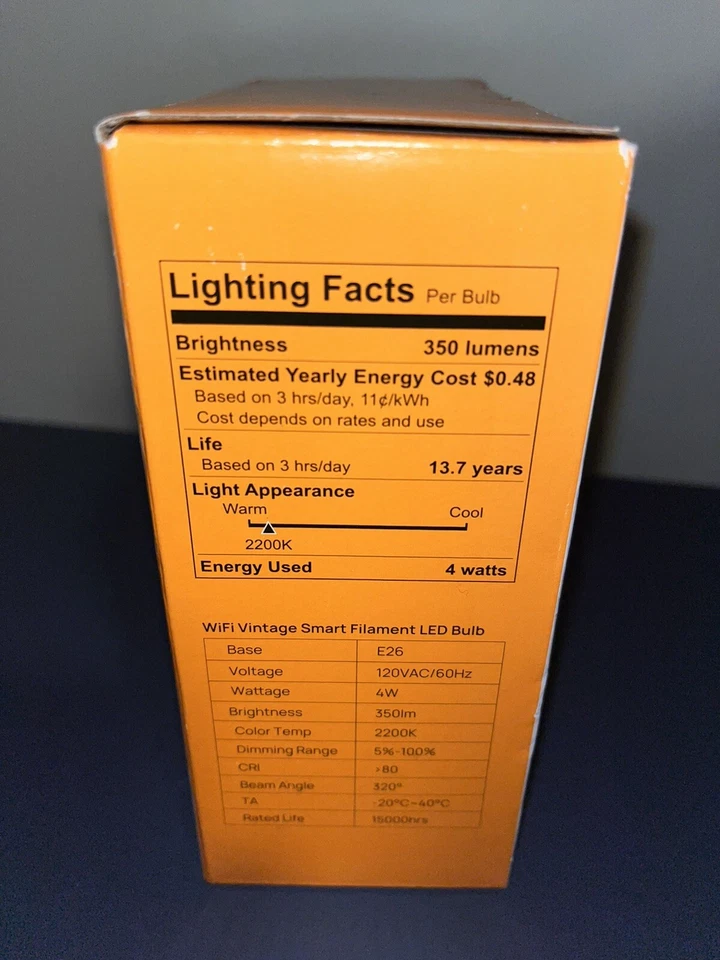 Lighting Facts Per Bulb
Brightness 350 lumens
Estimated Yearly Energy Cost $0.48
Based on 3 hrs/day, 11¢/kWh
Cost depends on rates and use
Life
Based on 3 hrs/day 13.7 years
Light Appearance
Warm Cool
2200K
Energy Used 4 watts
WiFi Vintage Smart Filament LED Bulb
Base E26
Voltage 120VAC/60Hz
Wattage 4W
Brightness 350lm
Color Temp 2200K
Dimming Range 5%-100%
CRI >80
Beam Angle 320°
TA -20°C~40°C
Rated Life 15000hrs